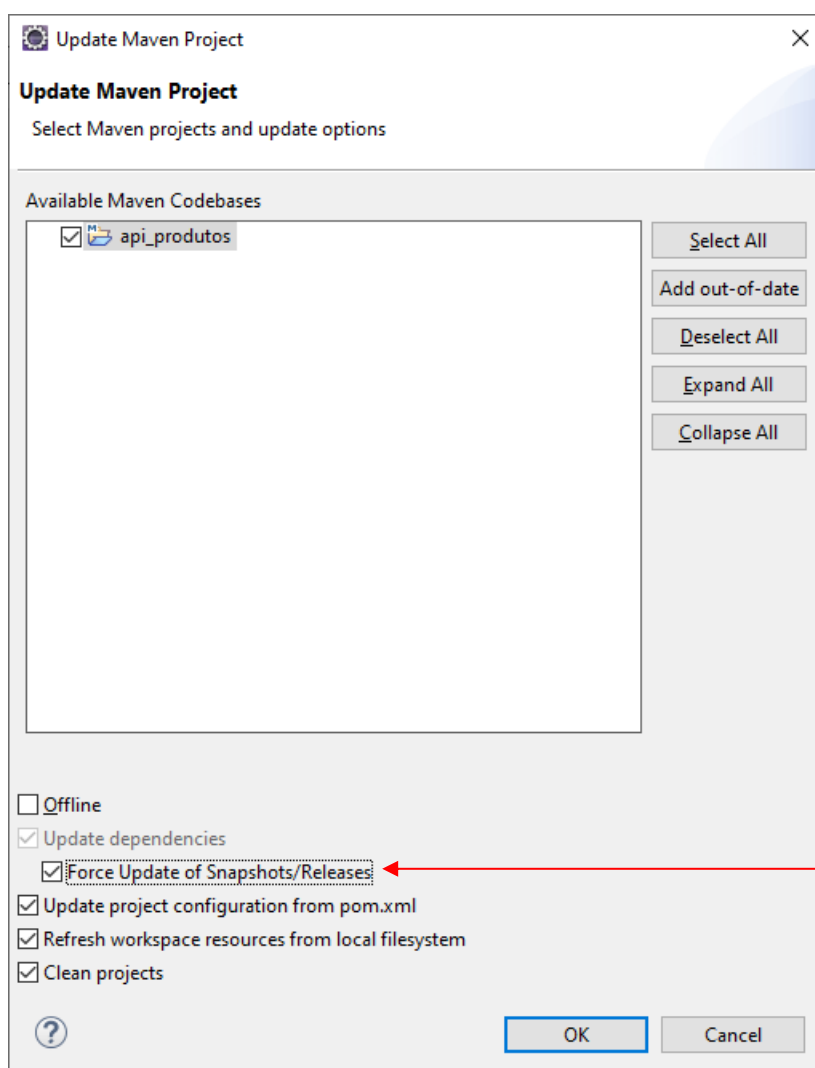 Update Maven Project
Update Maven Project
Select Maven projects and update options
Available Maven Codebases
api_produtos
Select All
Add out-of-date
Deselect All
Expand All
Collapse All
Offline
Update dependencies
Force Update of Snapshots/Releases
Update project configuration from pom.xml
Refresh workspace resources from local filesystem
Clean projects
OK Cancel